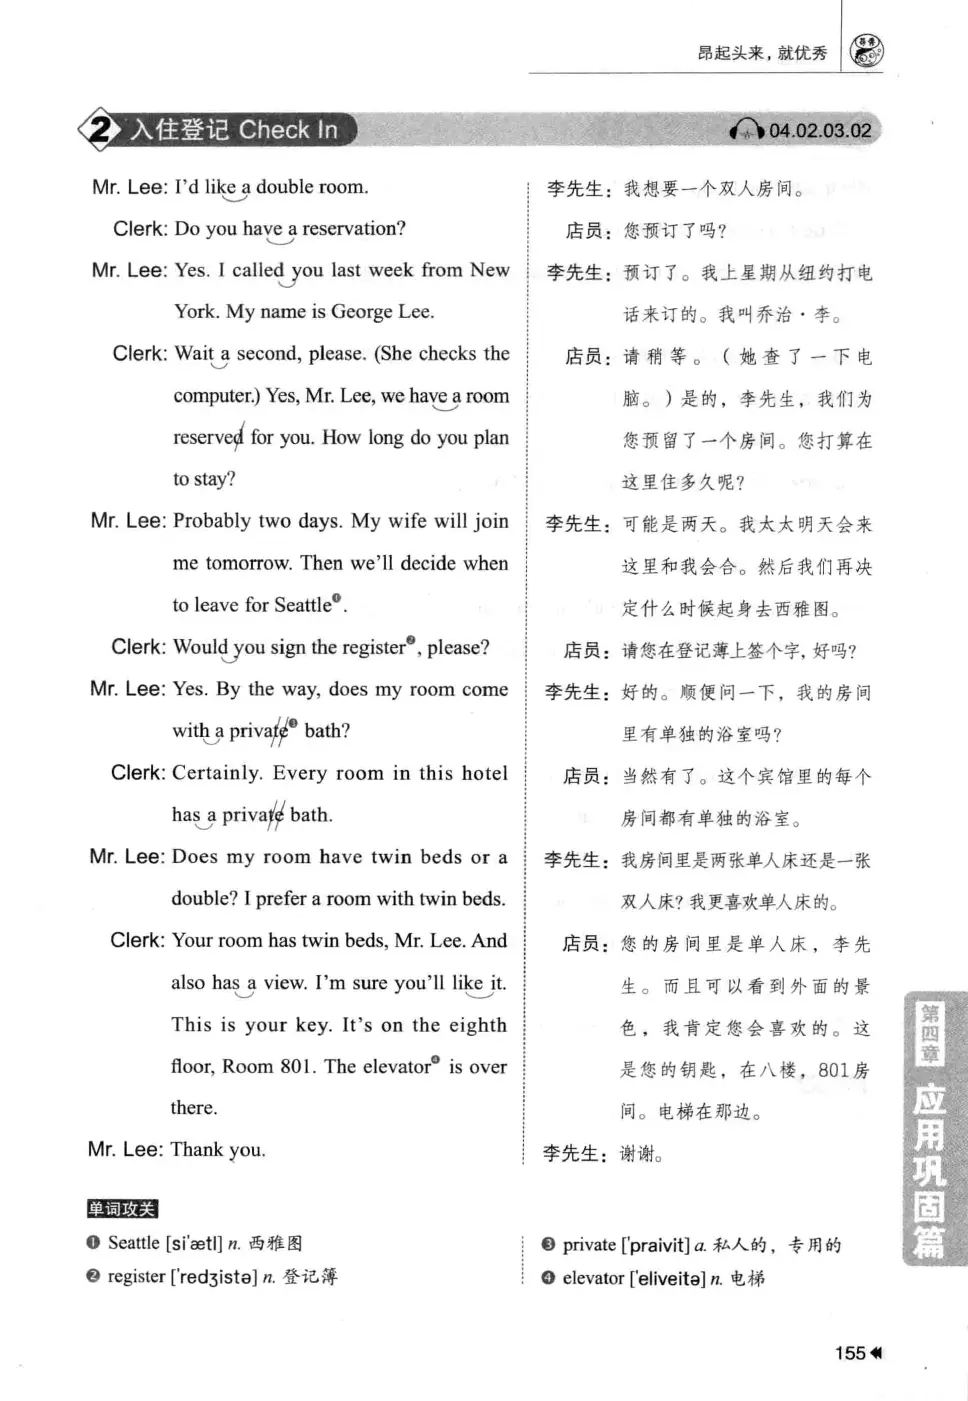 昂起头来，就优秀
2 入住登记 Check In
04.02.03.02
Mr. Lee: I'd like a double room.
Clerk: Do you have a reservation?
Mr. Lee: Yes. I called you last week from New
York. My name is George Lee.
Clerk: Wait a second, please. (She checks the
computer.) Yes, Mr. Lee, we have a room
reserved for you. How long do you plan
to stay?
Mr. Lee: Probably two days. My wife will join
me tomorrow. Then we'll decide when
to leave for Seattle❶.
Clerk: Would you sign the register❷, please?
Mr. Lee: Yes. By the way, does my room come
with a private❸ bath?
Clerk: Certainly. Every room in this hotel
has a private bath.
Mr. Lee: Does my room have twin beds or a
double? I prefer a room with twin beds.
Clerk: Your room has twin beds, Mr. Lee. And
also has a view. I'm sure you'll like it.
This is your key. It's on the eighth
floor, Room 801. The elevator❹ is over
there.
Mr. Lee: Thank you.
李先生：我想要一个双人房间。
店员：您预订了吗？
李先生：预订了。我上星期从纽约打电
话来订的。我叫乔治·李。
店员：请稍等。（她查了一下电
脑。）是的，李先生，我们为
您预留了一个房间。您打算在
这里住多久呢？
李先生：可能是两天。我太太明天会来
这里和我会合。然后我们再决
定什么时候起身去西雅图。
店员：请您在登记薄上签个字，好吗？
李先生：好的。顺便问一下，我的房间
里有单独的浴室吗？
店员：当然有了。这个宾馆里的每个
房间都有单独的浴室。
李先生：我房间里是两张单人床还是一张
双人床？我更喜欢单人床的。
店员：您的房间里是单人床，李先
生。而且可以看到外面的景
色，我肯定您会喜欢的。这
是您的钥匙，在八楼，801房
间。电梯在那边。
李先生：谢谢。
单词攻关
❶ Seattle [si'ætl] n. 西雅图
❷ register ['redʒistə] n. 登记簿
❸ private ['praivit] a. 私人的，专用的
❹ elevator ['eliveitə] n. 电梯
第四章
应用巩固篇
155